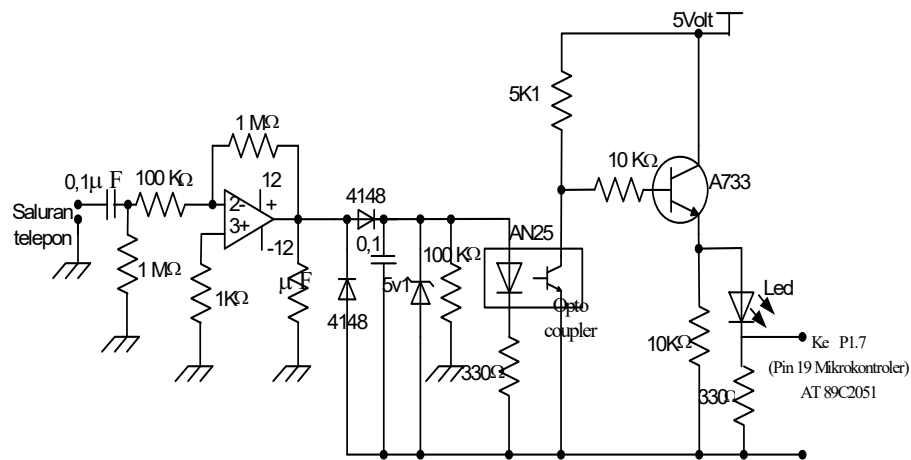 5Volt
5K1
1 MΩ
10 KΩ
A733
0,1μ F
100 KΩ
2-
12
+
3+
-12
Saluran
telepon
4148
AN25
0,1
100 KΩ
5v1
μ F
1 MΩ
1KΩ
4148
Opto
coupler
Led
330Ω
10KΩ
330Ω
Ke P1.7
(Pin 19 Mikrokontroler)
AT 89C2051